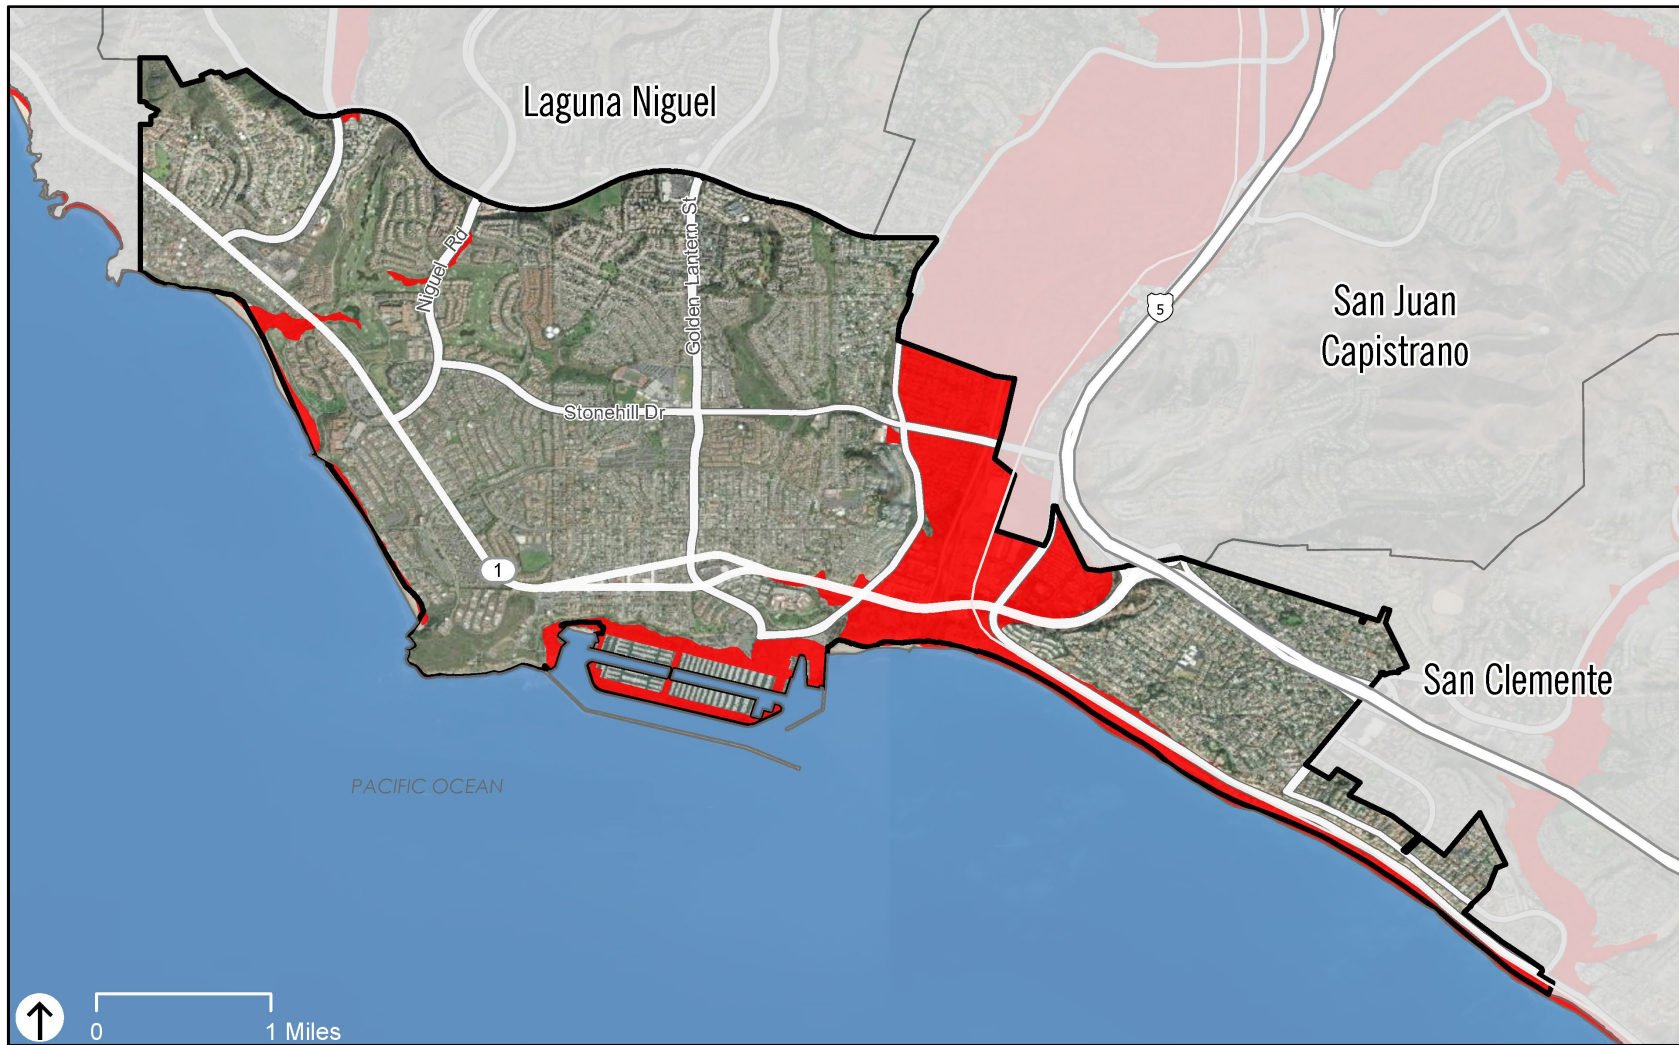 Laguna Niguel
Niguel Rd
Golden Lantern St
5
San Juan
Capistrano
Stonehill Dr
1
San Clemente
PACIFIC OCEAN
0
1 Miles